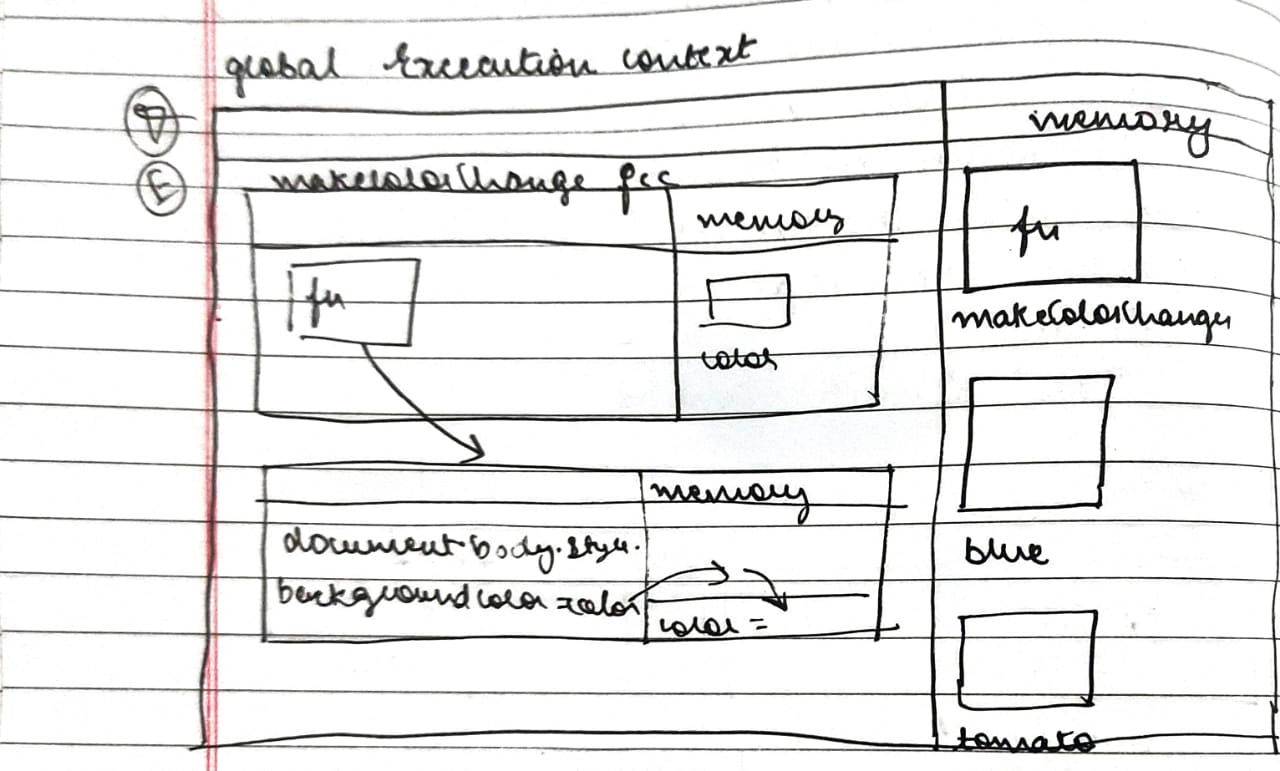 global Execution context
memory
E
makecolorChange fec
memory
fn
fn
makeColorChanger
color
blue
memory
document.body.style.
backgroundcolor = color
color =
tomato